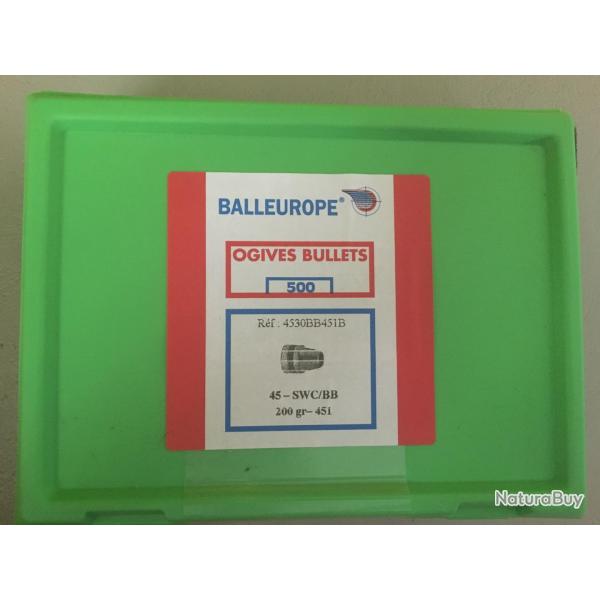 BALLEUROPE®
OGIVES BULLETS
500
Réf : 4530BB451B
45 – SWC/BB
200 gr– 451
NaturaBuy